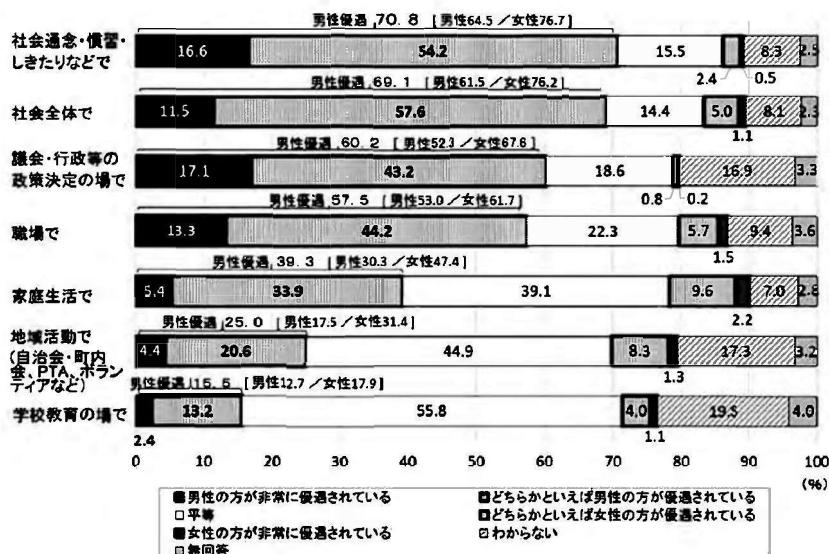 男性優遇 70.8 [男性64.5/女性76.7]
社会通念・慣習・
しきたりなどで
16.6 54.2 15.5 2.4 0.5 8.3 2.5
男性優遇 69.1 [男性61.5/女性76.2]
社会全体で
11.5 57.6 14.4 5.0 1.1 8.1 2.3
男性優遇 60.2 [男性52.3/女性67.6]
議会・行政等の
政策決定の場で
17.1 43.2 18.6 0.8 0.2 16.9 3.3
男性優遇 57.5 [男性53.0/女性61.7]
職場で
13.3 44.2 22.3 5.7 1.5 9.4 3.6
男性優遇 39.3 [男性30.3/女性47.4]
家庭生活で
5.4 33.9 39.1 9.6 2.2 7.0 2.8
男性優遇 25.0 [男性17.5/女性31.4]
地域活動で
(自治会・町内
会、PTA、ボラン
ティアなど)
4.4 20.6 44.9 8.3 1.3 17.3 3.2
男性優遇 15.5 [男性12.7/女性17.9]
学校教育の場で
2.4 13.2 55.8 4.0 1.1 19.5 4.0
0 10 20 30 40 50 60 70 80 90 100
(%)
男性の方が非常に優遇されている どちらかといえば男性の方が優遇されている
平等 どちらかといえば女性の方が優遇されている
女性の方が非常に優遇されている わからない
無回答